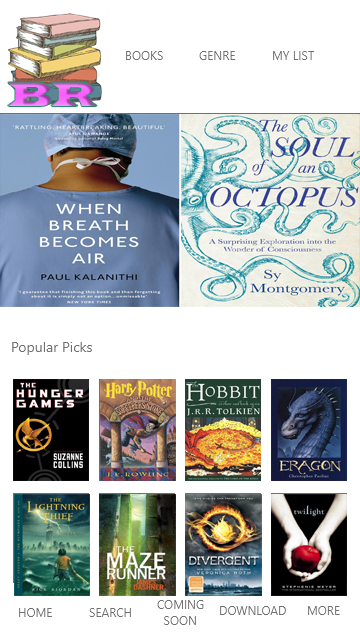 BR
BOOKS GENRE MY LIST
'RATTLING. HEARTBREAKING. BEAUTIFUL'
ATUL GAWANDE
WHEN
BREATH
BECOMES
AIR
PAUL KALANITHI
'I guarantee that finishing this book and then forgetting
about it is simply not an option...unmissable'
NEW YORK TIMES
The
SOUL
of an
OCTOPUS
A Surprising Exploration into the
Wonder of Consciousness
Sy
Montgomery
Popular Picks
THE
HUNGER
GAMES
SUZANNE
COLLINS
Harry Potter
J.K. ROWLING
THE
HOBBIT
J.R.R. TOLKIEN
ERAGON
Christopher Paolini
THE
LIGHTNING
THIEF
RICK RIORDAN
THE
MAZE
RUNNER
JAMES DASHNER
DIVERGENT
VERONICA ROTH
twilight
STEPHENIE MEYER
HOME SEARCH COMING SOON DOWNLOAD MORE